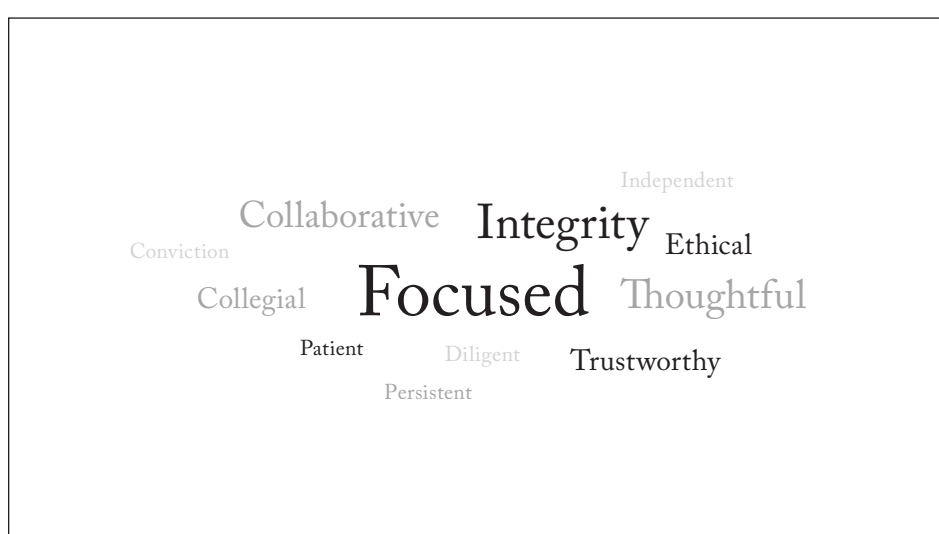 Independent
Collaborative Integrity
Ethical
Conviction
Collegial Focused Thoughtful
Patient Diligent Trustworthy
Persistent